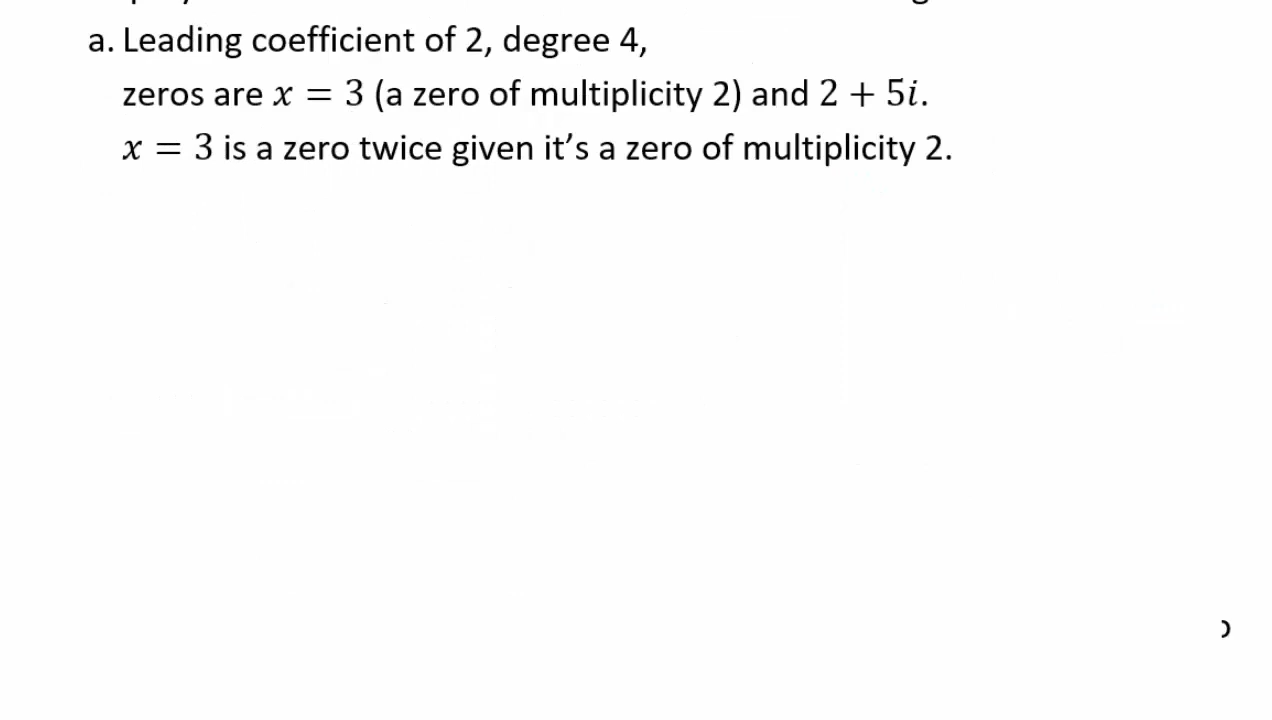 a. Leading coefficient of 2, degree 4,
zeros are x = 3 (a zero of multiplicity 2) and 2 + 5i.
x = 3 is a zero twice given it’s a zero of multiplicity 2.